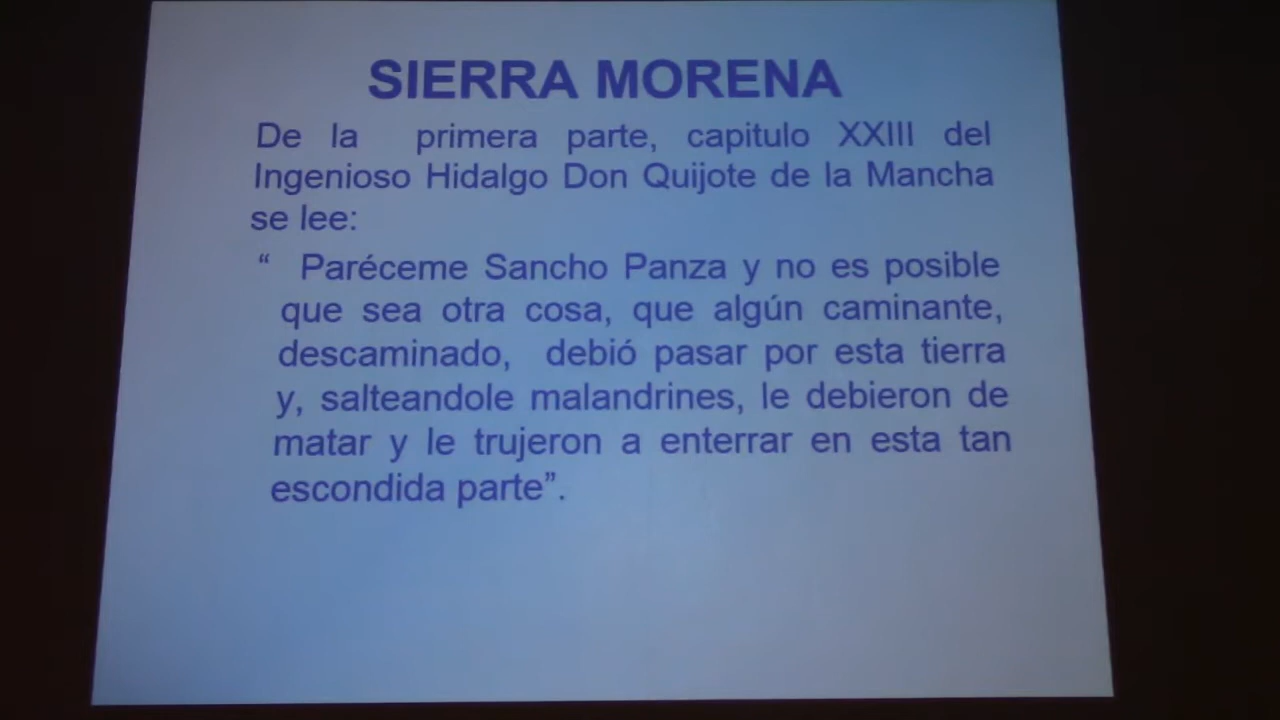 SIERRA MORENA
De la primera parte, capitulo XXIII del
Ingenioso Hidalgo Don Quijote de la Mancha
se lee:
“ Paréceme Sancho Panza y no es posible
que sea otra cosa, que algún caminante,
descaminado, debió pasar por esta tierra
y, salteandole malandrines, le debieron de
matar y le trujeron a enterrar en esta tan
escondida parte”.